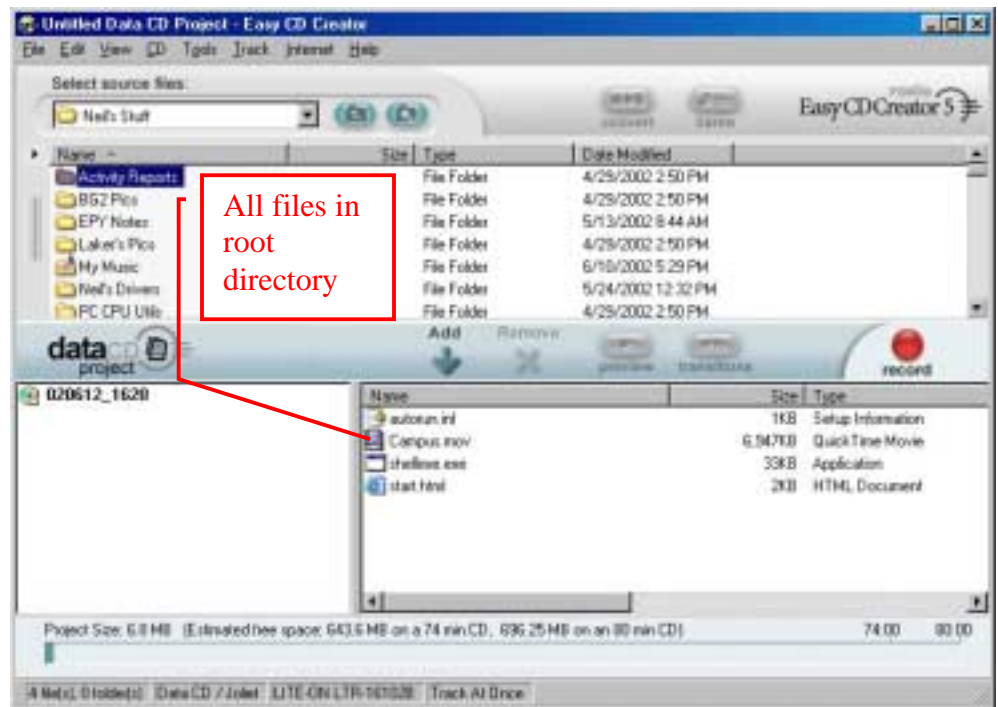 Untitled Data CD Project - Easy CD Creator
File Edit View CD Tools Track Internet Help
Select source files:
Neil's Stuff
Easy CD Creator 5
Name Size Type Date Modified
Activity Reports File Folder 4/29/2002 2:50 PM
BG2 Pics File Folder 4/29/2002 2:50 PM
EPY Notes File Folder 5/13/2002 8:44 AM
Laker's Pics File Folder 4/29/2002 2:50 PM
My Music File Folder 6/10/2002 5:29 PM
Neil's Drivers File Folder 5/24/2002 12:32 PM
PC CPU Utils File Folder 4/29/2002 2:50 PM
All files in
root
directory
data cd
project
Add Remove
preview transitions
record
020612_1620
Name Size Type
autorun.inf 1KB Setup Information
Campus.mov 6,947KB QuickTime Movie
shellexe.exe 33KB Application
start.html 2KB HTML Document
Project Size: 6.8 MB (Estimated free space: 643.6 MB on a 74 min CD, 696.25 MB on an 80 min CD)
74:00 80:00
4 file(s), 0 folder(s) Data CD / Joliet LITE-ON LTR-16102B Track At Once